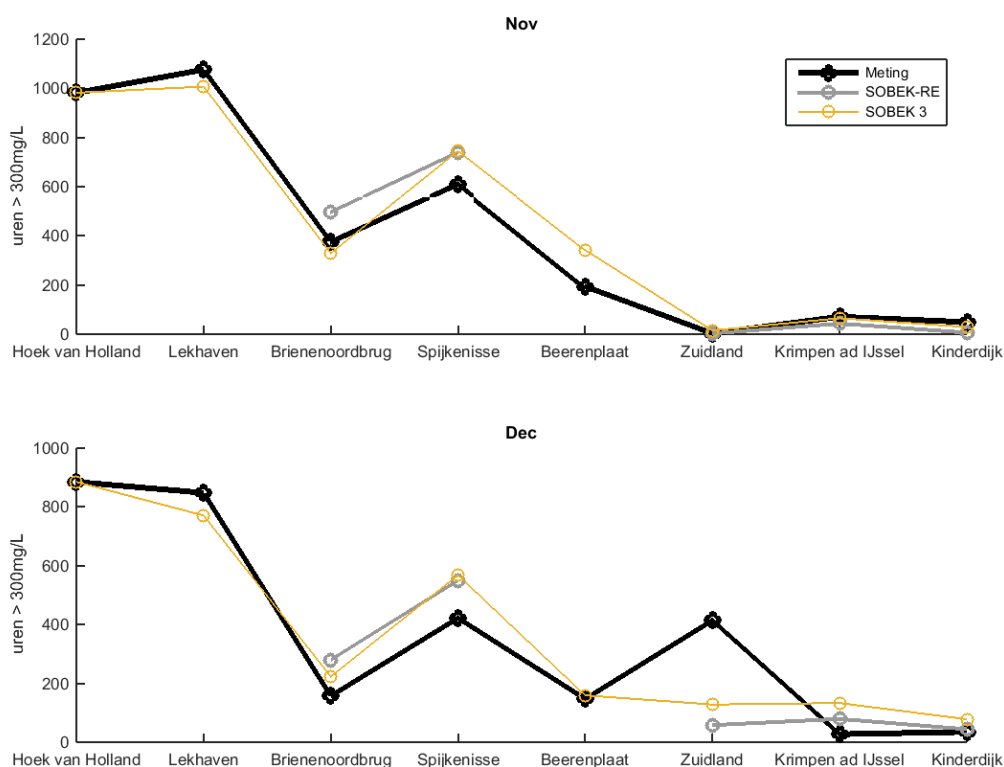 Nov
1200
1000
800
600
400
200
0
uren > 300mg/L
Meting
SOBEK-RE
SOBEK 3
Hoek van Holland Lekhaven Brienenoordbrug Spijkenisse Beerenplaat Zuidland Krimpen ad IJssel Kinderdijk
Dec
1000
800
600
400
200
0
uren > 300mg/L
Hoek van Holland Lekhaven Brienenoordbrug Spijkenisse Beerenplaat Zuidland Krimpen ad IJssel Kinderdijk